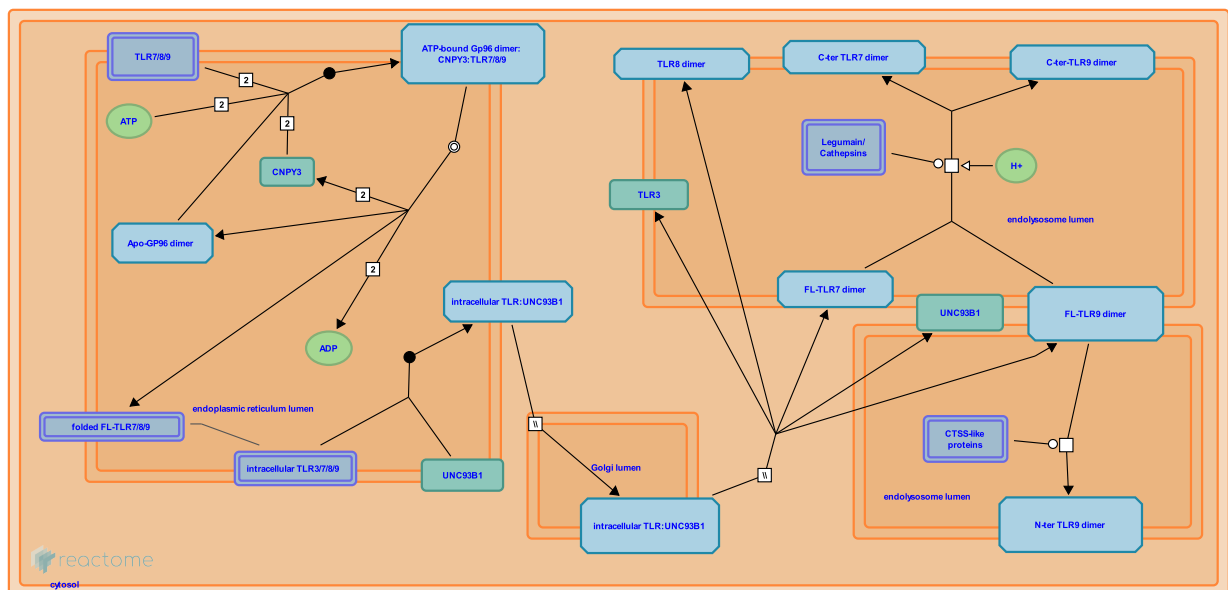 TLR7/8/9
ATP-bound Gp96 dimer:
CNPY3:TLR7/8/9
2
ATP
2
2
CNPY3
2
Apo-GP96 dimer
2
ADP
intracellular TLR:UNC93B1
folded FL-TLR7/8/9
endoplasmic reticulum lumen
intracellular TLR3/7/8/9
UNC93B1
\\
Golgi lumen
intracellular TLR:UNC93B1
\\
TLR8 dimer
C-ter TLR7 dimer
C-ter-TLR9 dimer
Legumain/
Cathepsins
H+
TLR3
endolysosome lumen
FL-TLR7 dimer
UNC93B1
FL-TLR9 dimer
CTSS-like
proteins
endolysosome lumen
N-ter TLR9 dimer
reactome
cytosol